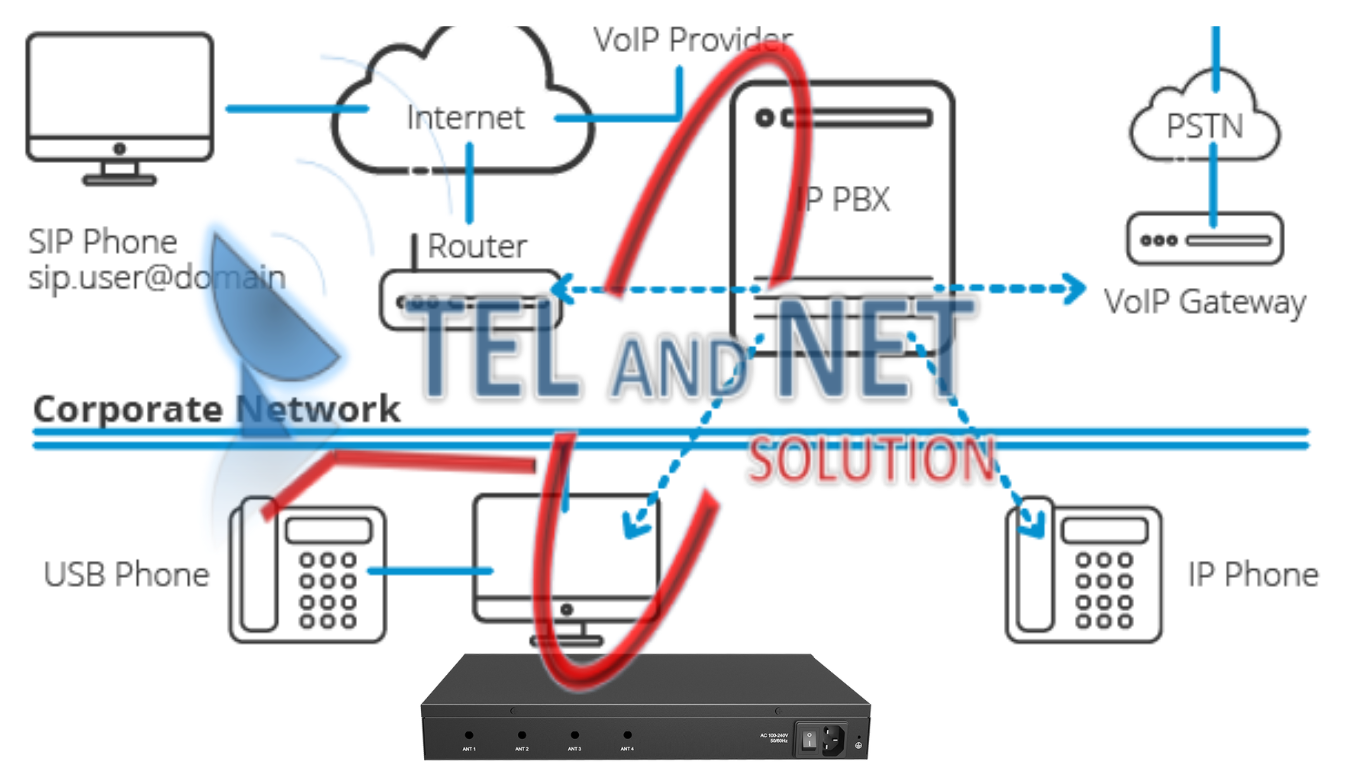 VoIP Provider
Internet
PSTN
IP PBX
SIP Phone
sip.user@domain
Router
VoIP Gateway
TEL AND NET
SOLUTION
Corporate Network
USB Phone
IP Phone
ANT 1
ANT 2
ANT 3
ANT 4
AC 100-240V
50/60Hz